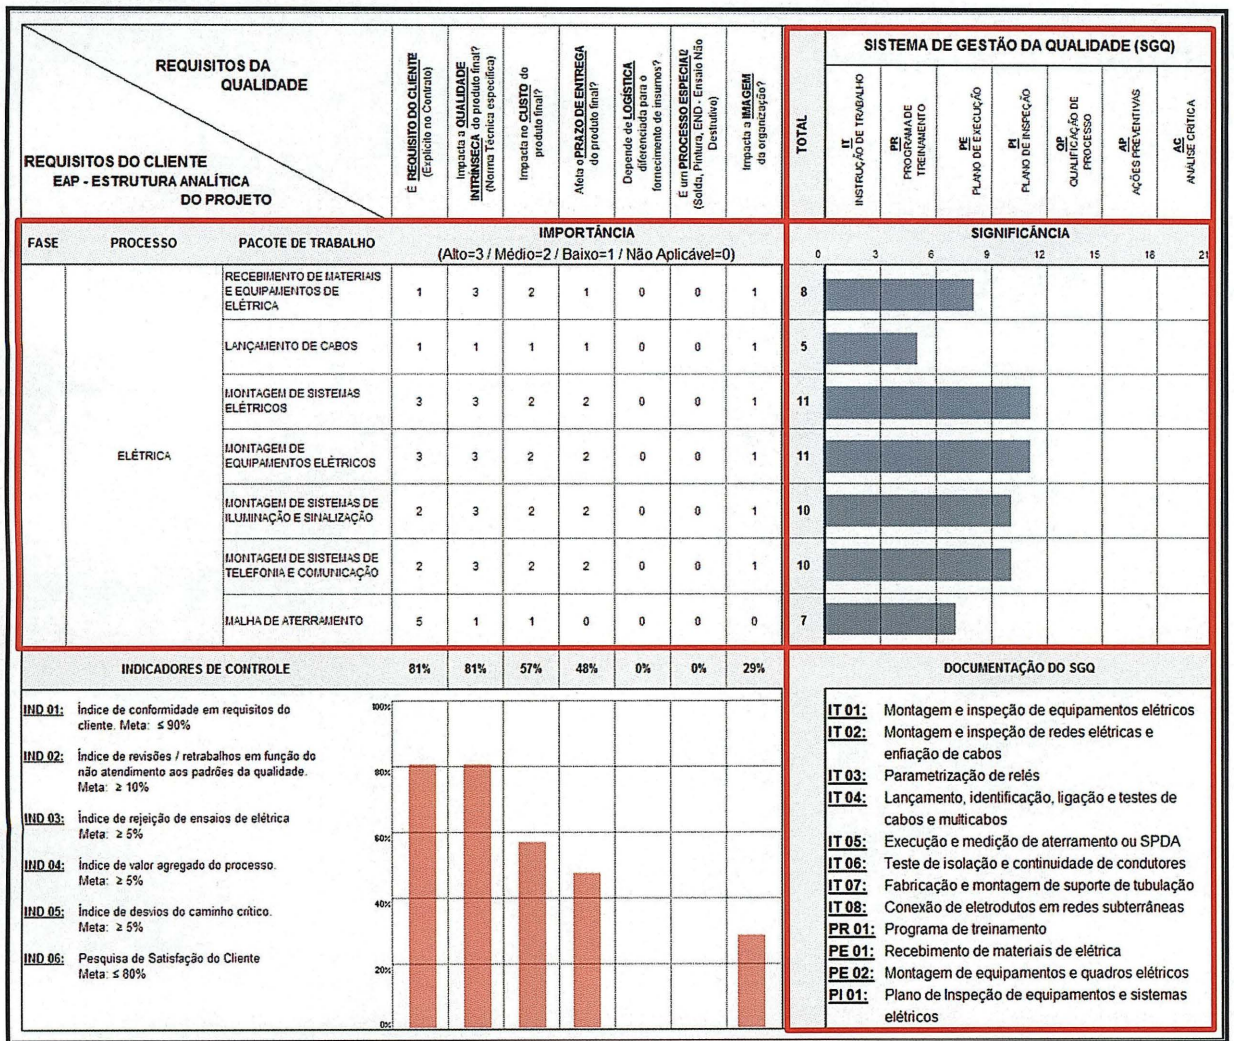 REQUISITOS DA
QUALIDADE
REQUISITOS DO CLIENTE
EAP - ESTRUTURA ANALÍTICA
DO PROJETO
É REQUISITO DO CLIENTE
(Explícito no Contrato)
Impacta a QUALIDADE
INTRÍNSECA do produto final?
(Norma Técnica específica)
Impacta no CUSTO do
produto final?
Afeta o PRAZO DE ENTREGA
do produto final?
Depende de LOGÍSTICA
diferenciada para o
fornecimento de insumos?
É um PROCESSO ESPECIAL?
(Solda, Pintura, END - Ensaio Não
Destrutivo)
Impacta a IMAGEM
da organização?
TOTAL
SISTEMA DE GESTÃO DA QUALIDADE (SGQ)
IT
INSTRUÇÃO DE TRABALHO
PR
PROGRAMA DE
TREINAMENTO
PE
PLANO DE EXECUÇÃO
PI
PLANO DE INSPEÇÃO
QP
QUALIFICAÇÃO DE
PROCESSO
AP
AÇÕES PREVENTIVAS
AC
ANÁLISE CRÍTICA
FASE PROCESSO PACOTE DE TRABALHO
IMPORTÂNCIA
(Alto=3 / Médio=2 / Baixo=1 / Não Aplicável=0)
SIGNIFICÂNCIA
0 3 6 9 12 15 18 21
ELÉTRICA
RECEBIMENTO DE MATERIAIS
E EQUIPAMENTOS DE
ELÉTRICA
1 3 2 1 0 0 1 8
LANÇAMENTO DE CABOS
1 1 1 1 0 0 1 5
MONTAGEM DE SISTEMAS
ELÉTRICOS
3 3 2 2 0 0 1 11
MONTAGEM DE
EQUIPAMENTOS ELÉTRICOS
3 3 2 2 0 0 1 11
MONTAGEM DE SISTEMAS DE
ILUMINAÇÃO E SINALIZAÇÃO
2 3 2 2 0 0 1 10
MONTAGEM DE SISTEMAS DE
TELEFONIA E COMUNICAÇÃO
2 3 2 2 0 0 1 10
MALHA DE ATERRAMENTO
5 1 1 0 0 0 0 7
INDICADORES DE CONTROLE
81% 81% 57% 48% 0% 0% 29%
IND 01: Índice de conformidade em requisitos do
cliente. Meta: ≤ 90%
IND 02: Índice de revisões / retrabalhos em função do
não atendimento aos padrões da qualidade.
Meta: ≥ 10%
IND 03: Índice de rejeição de ensaios de elétrica
Meta: ≥ 5%
IND 04: Índice de valor agregado do processo.
Meta: ≥ 5%
IND 05: Índice de desvios do caminho crítico.
Meta: ≥ 5%
IND 06: Pesquisa de Satisfação do Cliente
Meta: ≤ 80%
100%
80%
60%
40%
20%
0%
DOCUMENTAÇÃO DO SGQ
IT 01: Montagem e inspeção de equipamentos elétricos
IT 02: Montagem e inspeção de redes elétricas e
enfiação de cabos
IT 03: Parametrização de relés
IT 04: Lançamento, identificação, ligação e testes de
cabos e multicabos
IT 05: Execução e medição de aterramento ou SPDA
IT 06: Teste de isolação e continuidade de condutores
IT 07: Fabricação e montagem de suporte de tubulação
IT 08: Conexão de eletrodutos em redes subterrâneas
PR 01: Programa de treinamento
PE 01: Recebimento de materiais de elétrica
PE 02: Montagem de equipamentos e quadros elétricos
PI 01: Plano de Inspeção de equipamentos e sistemas
elétricos